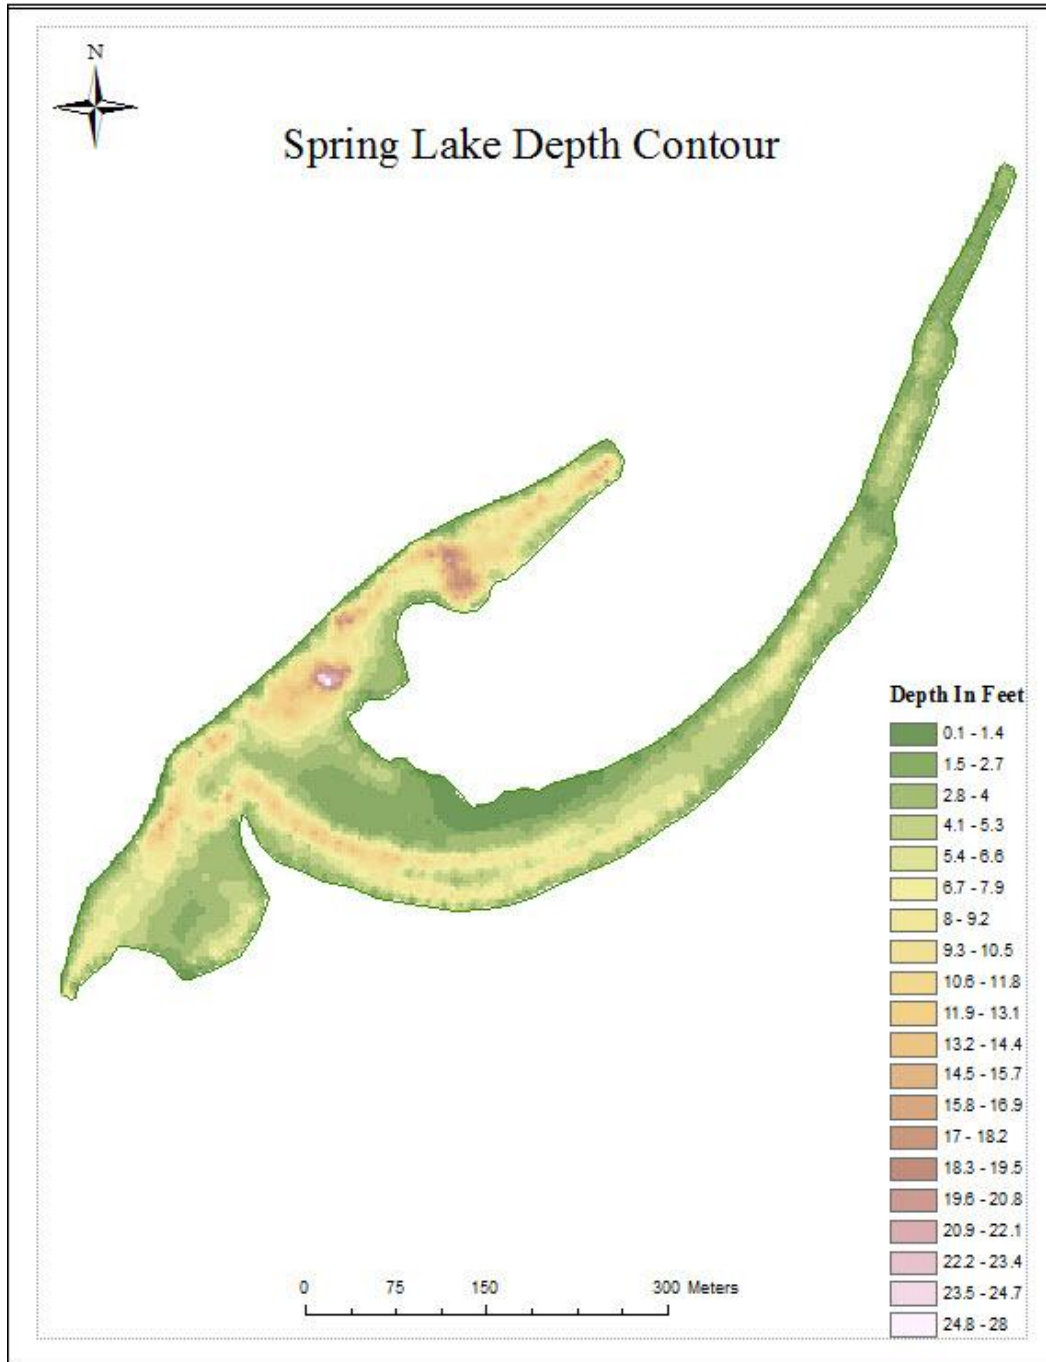 N
Spring Lake Depth Contour
Depth In Feet
0.1 - 1.4
1.5 - 2.7
2.8 - 4
4.1 - 5.3
5.4 - 6.6
6.7 - 7.9
8 - 9.2
9.3 - 10.5
10.6 - 11.8
11.9 - 13.1
13.2 - 14.4
14.5 - 15.7
15.8 - 16.9
17 - 18.2
18.3 - 19.5
19.6 - 20.8
20.9 - 22.1
22.2 - 23.4
23.5 - 24.7
24.8 - 28
0 75 150 300 Meters